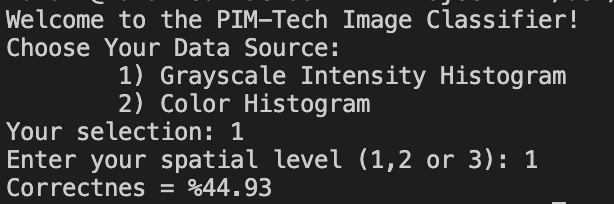 Welcome to the PIM-Tech Image Classifier!
Choose Your Data Source:
1) Grayscale Intensity Histogram
2) Color Histogram
Your selection: 1
Enter your spatial level (1,2 or 3): 1
Correctnes = %44.93